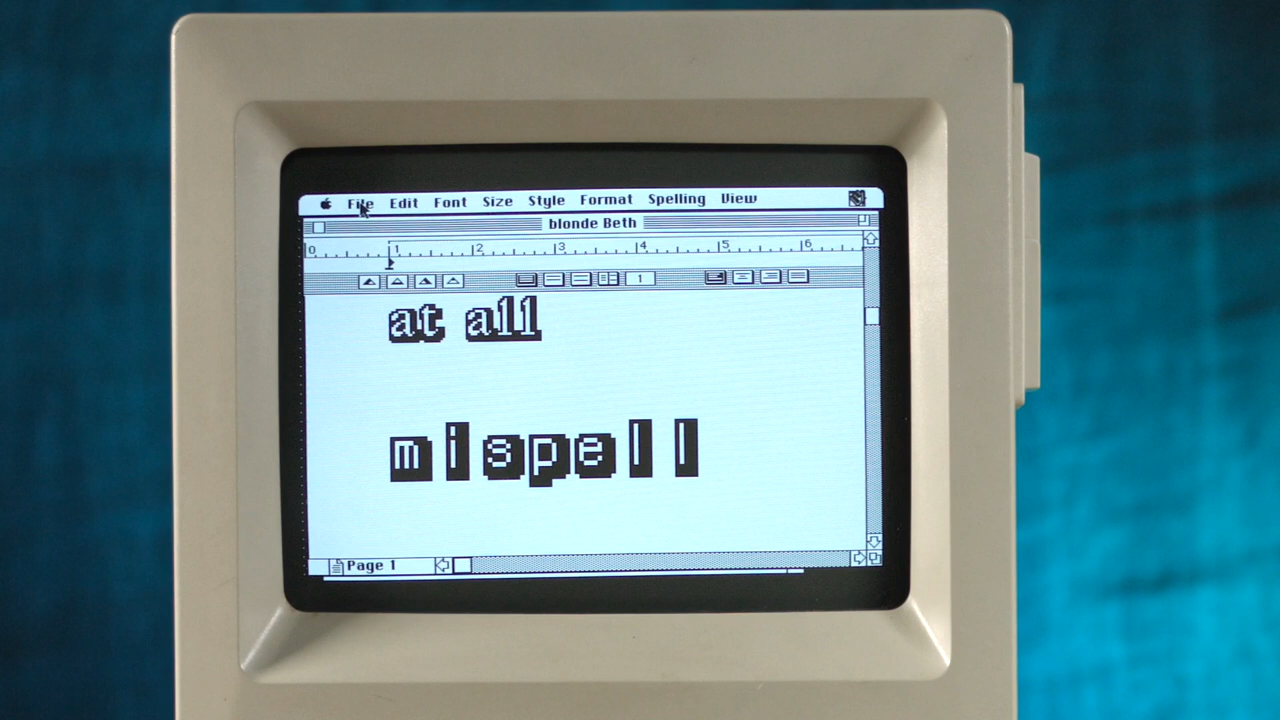 File Edit Font Size Style Format Spelling View
blonde Beth
0 1 2 3 4 5 6
1
at all
mispell
Page 1